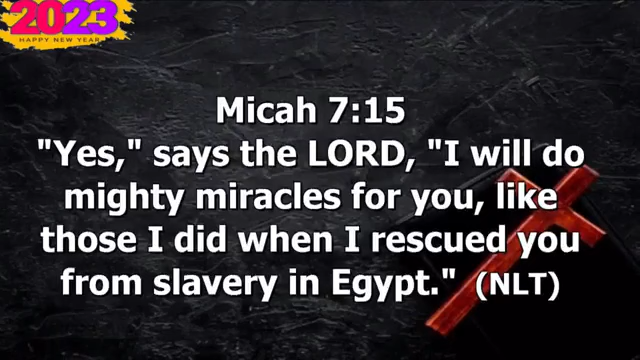 2023
HAPPY NEW YEAR
Micah 7:15
"Yes," says the LORD, "I will do
mighty miracles for you, like
those I did when I rescued you
from slavery in Egypt." (NLT)